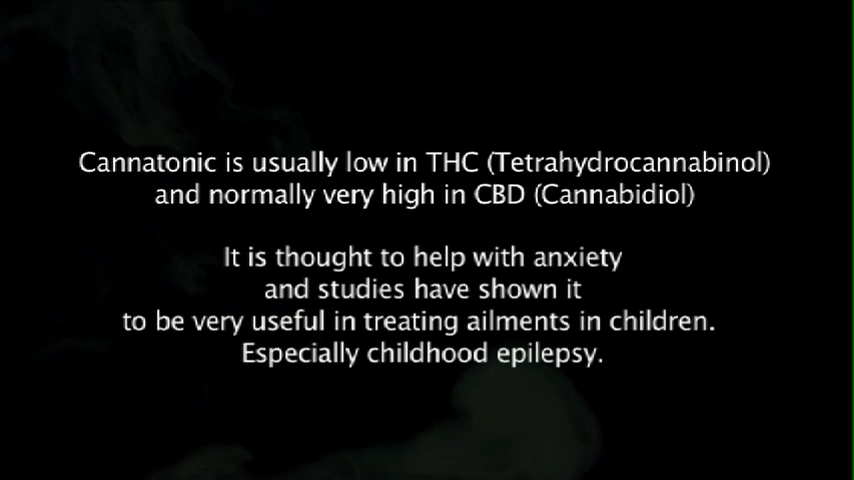 Cannatonic is usually low in THC (Tetrahydrocannabinol)
and normally very high in CBD (Cannabidiol)
It is thought to help with anxiety
and studies have shown it
to be very useful in treating ailments in children.
Especially childhood epilepsy.